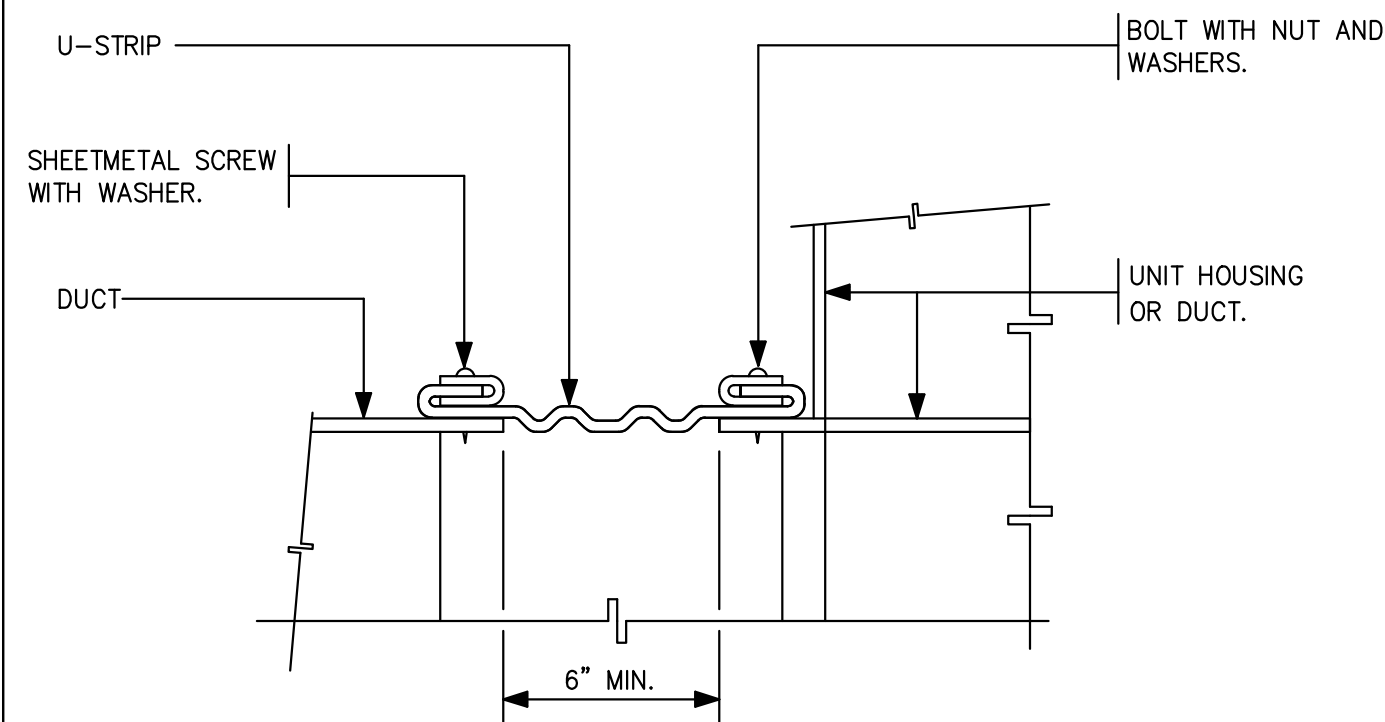 U-STRIP
BOLT WITH NUT AND
WASHERS.
SHEETMETAL SCREW
WITH WASHER.
DUCT
UNIT HOUSING
OR DUCT.
6" MIN.